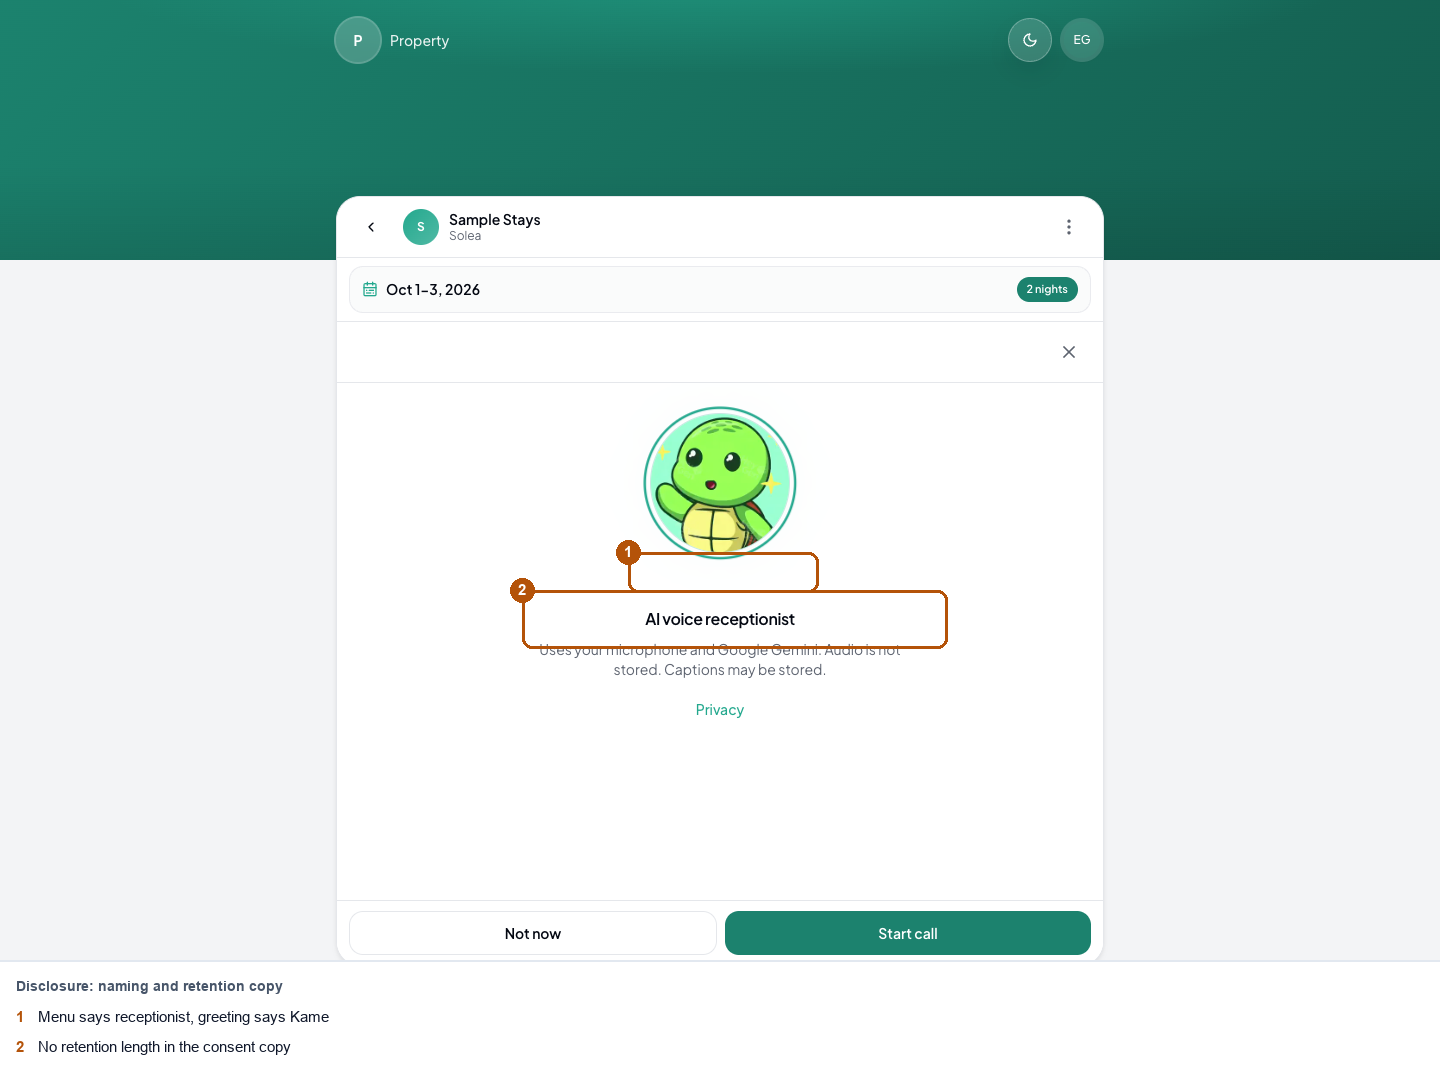 P Property
EG
S Sample Stays
Solea
Oct 1–3, 2026
2 nights
1
2
AI voice receptionist
Uses your microphone and Google Gemini. Audio is not
stored. Captions may be stored.
Privacy
Not now
Start call
Disclosure: naming and retention copy
1 Menu says receptionist, greeting says Kame
2 No retention length in the consent copy